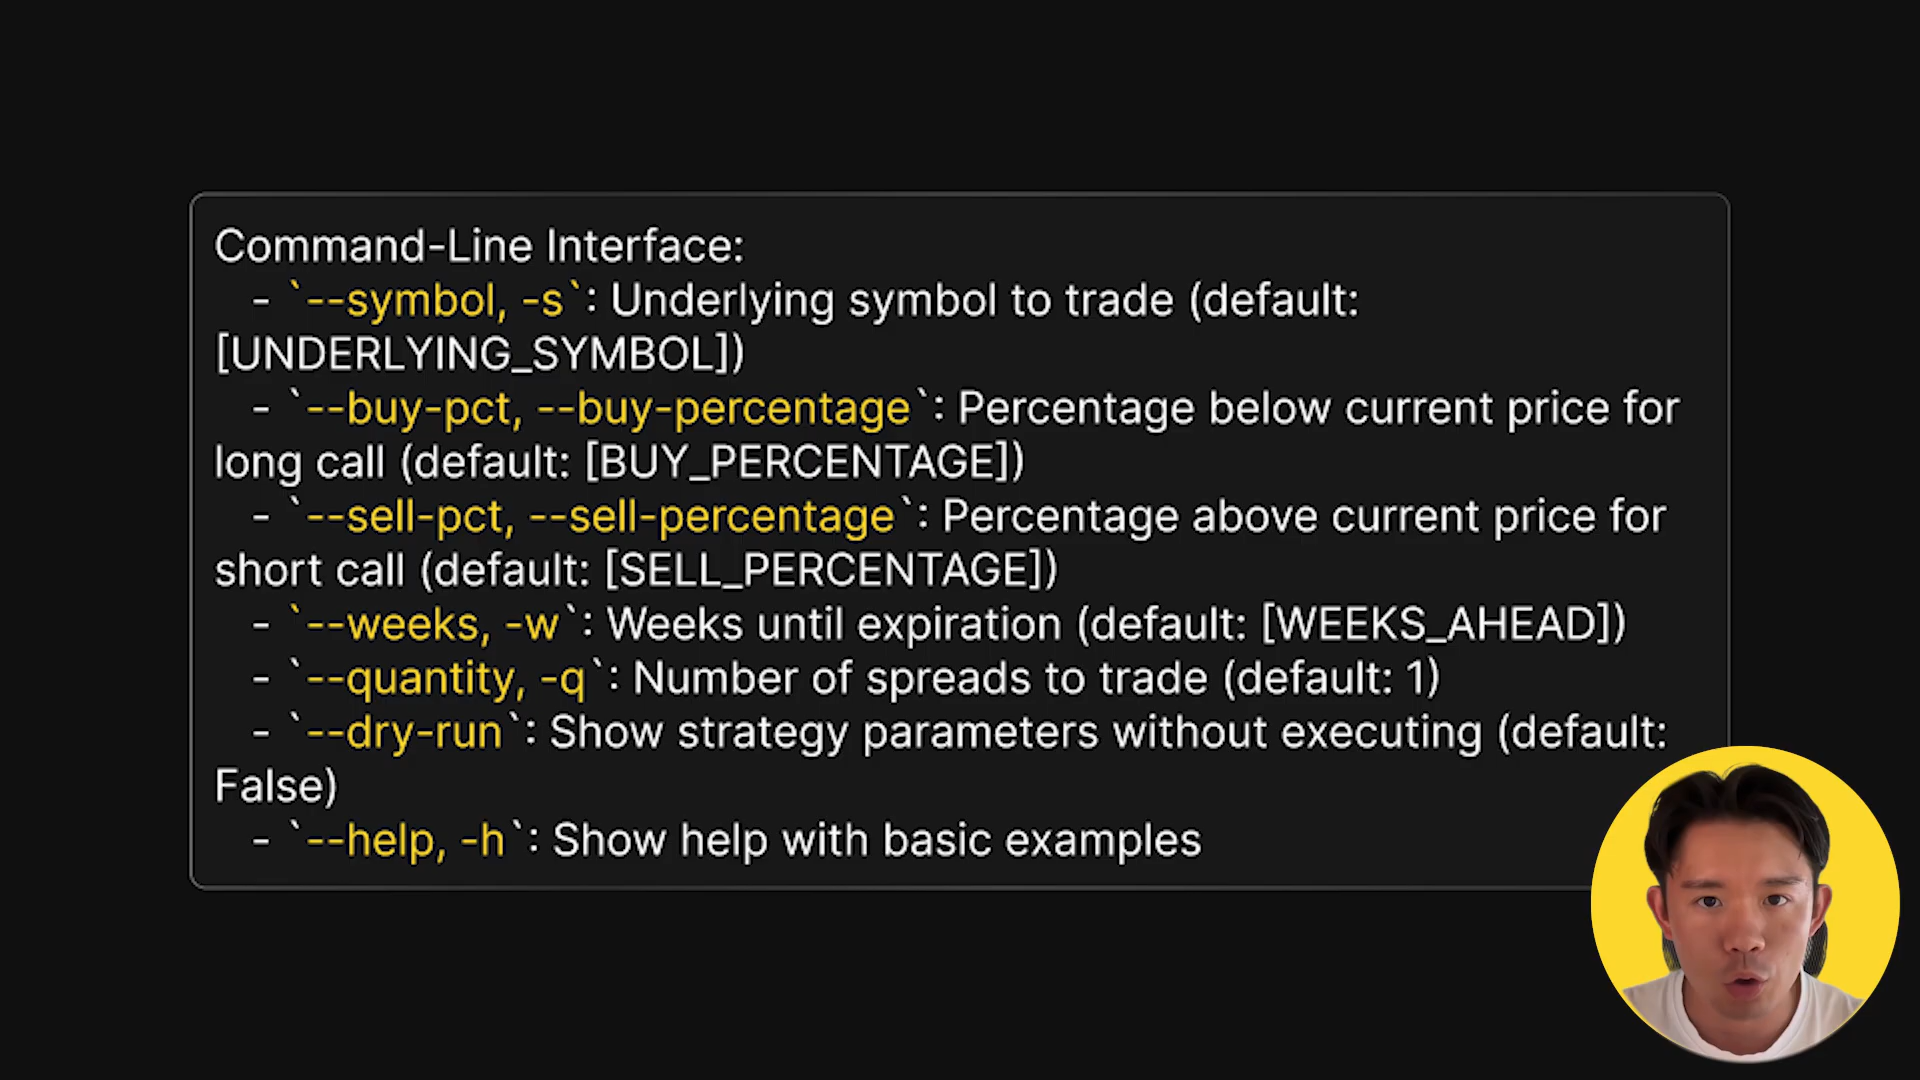 Command-Line Interface:
- `--symbol, -s`: Underlying symbol to trade (default:
[UNDERLYING_SYMBOL])
- `--buy-pct, --buy-percentage`: Percentage below current price for
long call (default: [BUY_PERCENTAGE])
- `--sell-pct, --sell-percentage`: Percentage above current price for
short call (default: [SELL_PERCENTAGE])
- `--weeks, -w`: Weeks until expiration (default: [WEEKS_AHEAD])
- `--quantity, -q`: Number of spreads to trade (default: 1)
- `--dry-run`: Show strategy parameters without executing (default:
False)
- `--help, -h`: Show help with basic examples